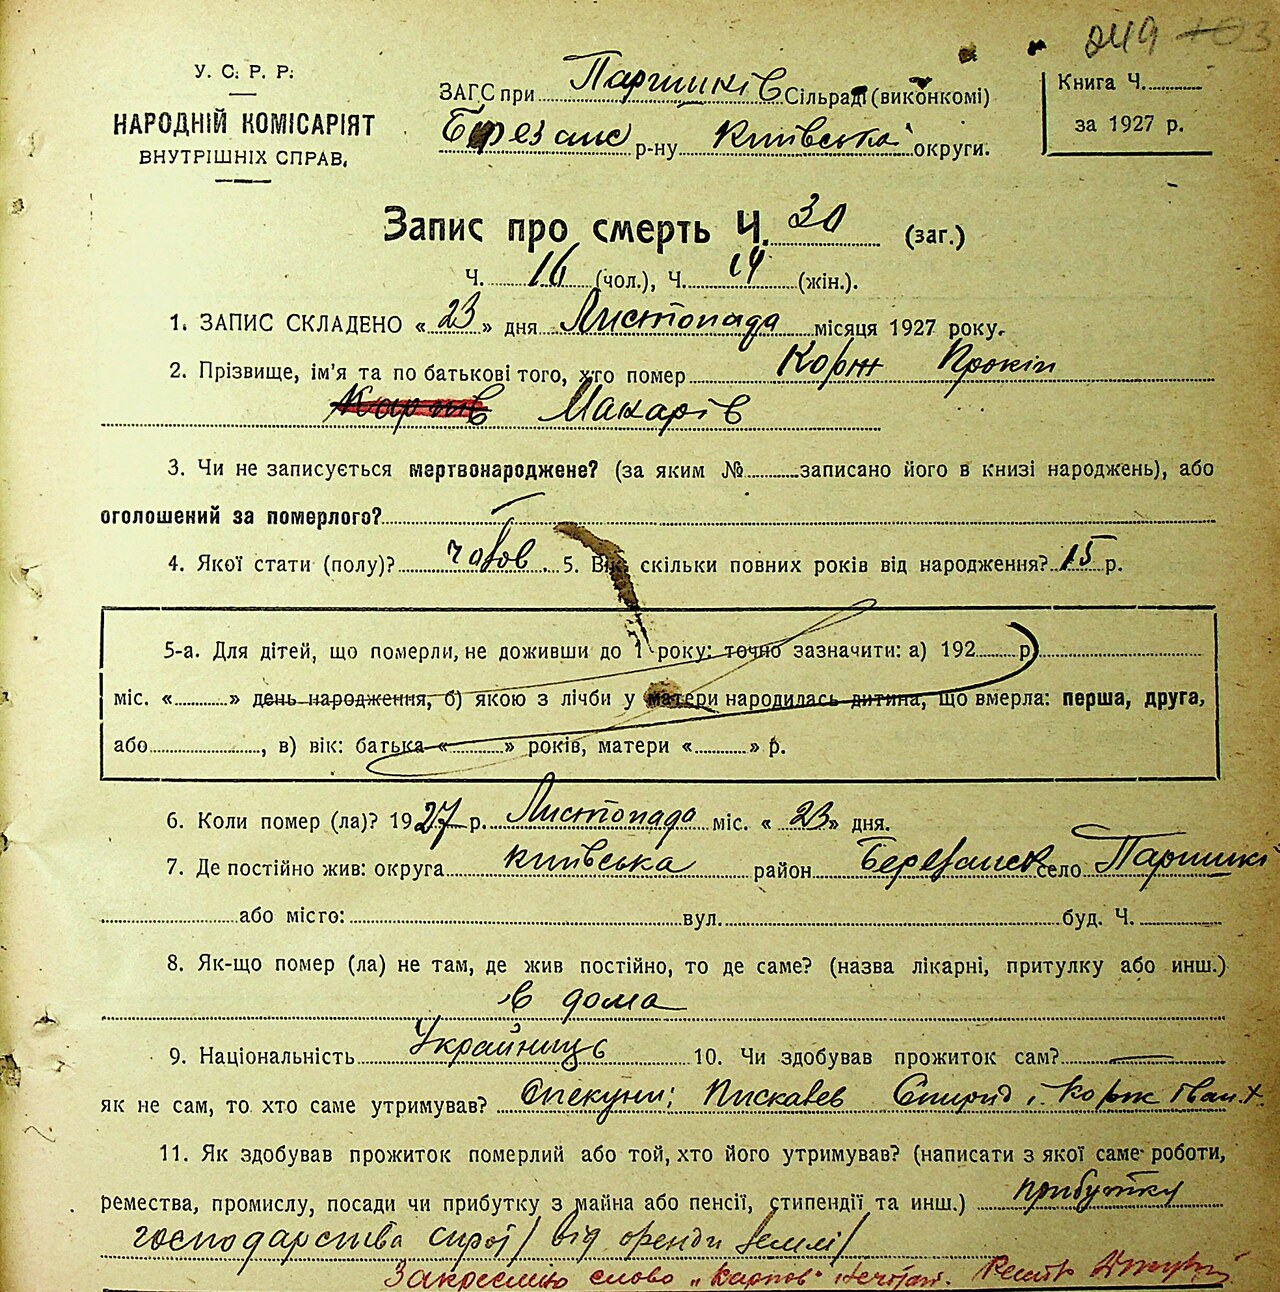 249 103
У. С. Р. Р.
НАРОДНІЙ КОМІСАРІЯТ
ВНУТРІШНІХ СПРАВ.
ЗАГС при Паришків Сільраді (виконкомі)
Березанс р-ну Київська округи.
Книга Ч.
за 1927 р.
Запис про смерть Ч. 30 (заг.)
Ч. 16 (чол.), Ч. 14 (жін.).
1. ЗАПИС СКЛАДЕНО « 23 » дня Листопада місяця 1927 року.
2. Прізвище, ім'я та по батькові того, хто помер Корж Прокіп
Карпів Макарів
3. Чи не записується мертвонароджене? (за яким № записано його в книзі народжень), або
оголошений за померлого?
4. Якої стати (полу)? чолов. 5. Вік, скільки повних років від народження? 15 р.
5-а. Для дітей, що померли, не доживши до 1 року: точно зазначити: а) 192 р
міс. « » день народження, б) якою з лічби у матери народилась дитина, що вмерла: перша, друга,
або , в) вік: батька « » років, матери « » р.
6. Коли помер (ла)? 1927 р. Листопада міс. « 23 » дня.
7. Де постійно жив: округа Київська район Березанськ село Паришкі
або місто: вул. буд. Ч.
8. Як-що помер (ла) не там, де жив постійно, то де саме? (назва лікарні, притулку або инш.)
в дома
9. Національність Україниць 10. Чи здобував прожиток сам?
як не сам, то хто саме утримував? Опекуни: Пискавев Спирид і Корж Іван.
11. Як здобував прожиток померлий або той, хто його утримував? (написати з якої саме роботи,
ремества, промислу, посади чи прибутку з майна або пенсії, стипендії та инш.) прибутку
господарства сирої / від оренди землі /
Закреслино слово „Карпов"